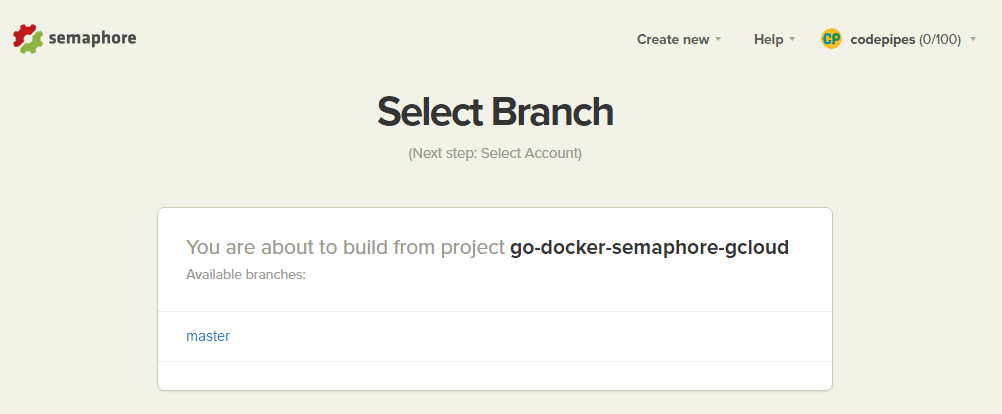 semaphore
Create new
Help
CP
codepipes (0/100)
Select Branch
(Next step: Select Account)
You are about to build from project go-docker-semaphore-gcloud
Available branches:
master